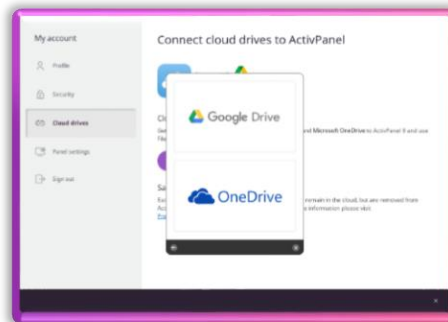 My account
Connect cloud drives to ActivPanel
Profile
Security
Cloud drives
Panel settings
Sign out
Google Drive
OneDrive
and Microsoft OneDrive to ActivPanel 9 and use
remain in the cloud, but are removed from
information please visit: